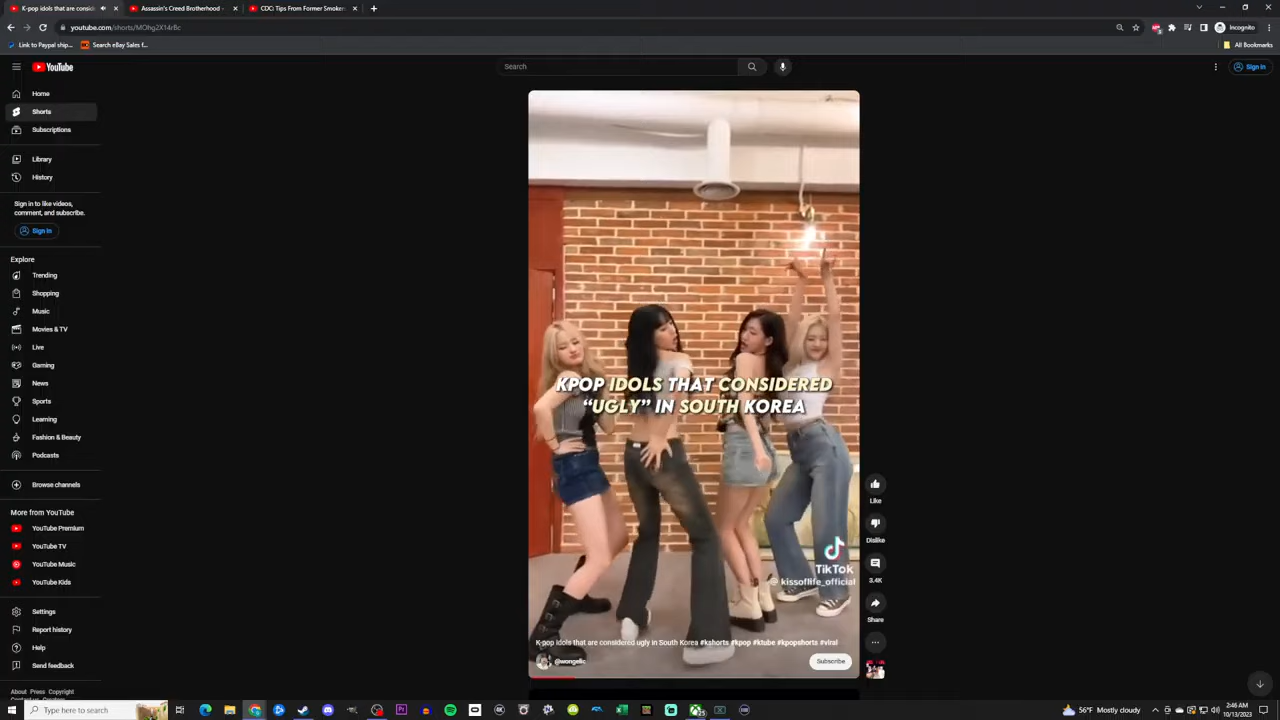 K-pop idols that are consid
Assassin's Creed Brotherhood -
CDC: Tips From Former Smokers
youtube.com/shorts/MOhg2X14rBc
Incognito
Link to Paypal ship...
Search eBay Sales f...
All Bookmarks
YouTube
Search
Sign in
Home
Shorts
Subscriptions
Library
History
Sign in to like videos,
comment, and subscribe.
Sign in
Explore
Trending
Shopping
Music
Movies & TV
Live
Gaming
News
Sports
Learning
Fashion & Beauty
Podcasts
Browse channels
More from YouTube
YouTube Premium
YouTube TV
YouTube Music
YouTube Kids
Settings
Report history
Help
Send feedback
About Press Copyright
KPOP IDOLS THAT CONSIDERED
“UGLY” IN SOUTH KOREA
TikTok
@kissoflife_official
K-pop idols that are considered ugly in South Korea #kshorts #kpop #ktube #kpopshorts #viral
@wongelic
Subscribe
Like
Dislike
3.4K
Share
Type here to search
56°F Mostly cloudy
2:46 AM
10/13/2023